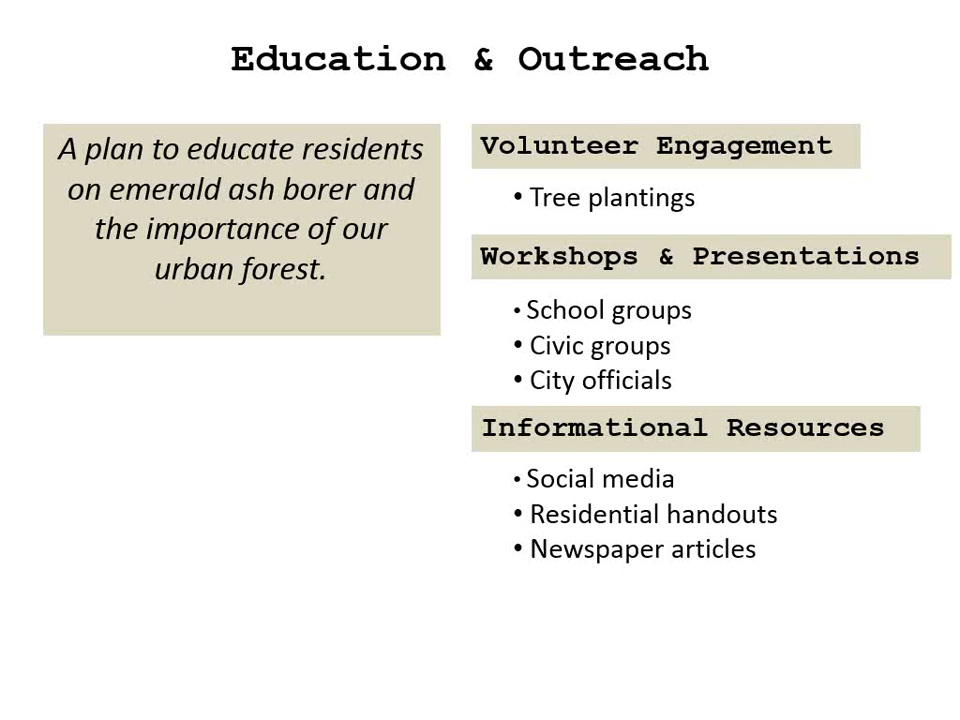 Education & Outreach
A plan to educate residents
on emerald ash borer and
the importance of our
urban forest.
Volunteer Engagement
• Tree plantings
Workshops & Presentations
• School groups
• Civic groups
• City officials
Informational Resources
• Social media
• Residential handouts
• Newspaper articles